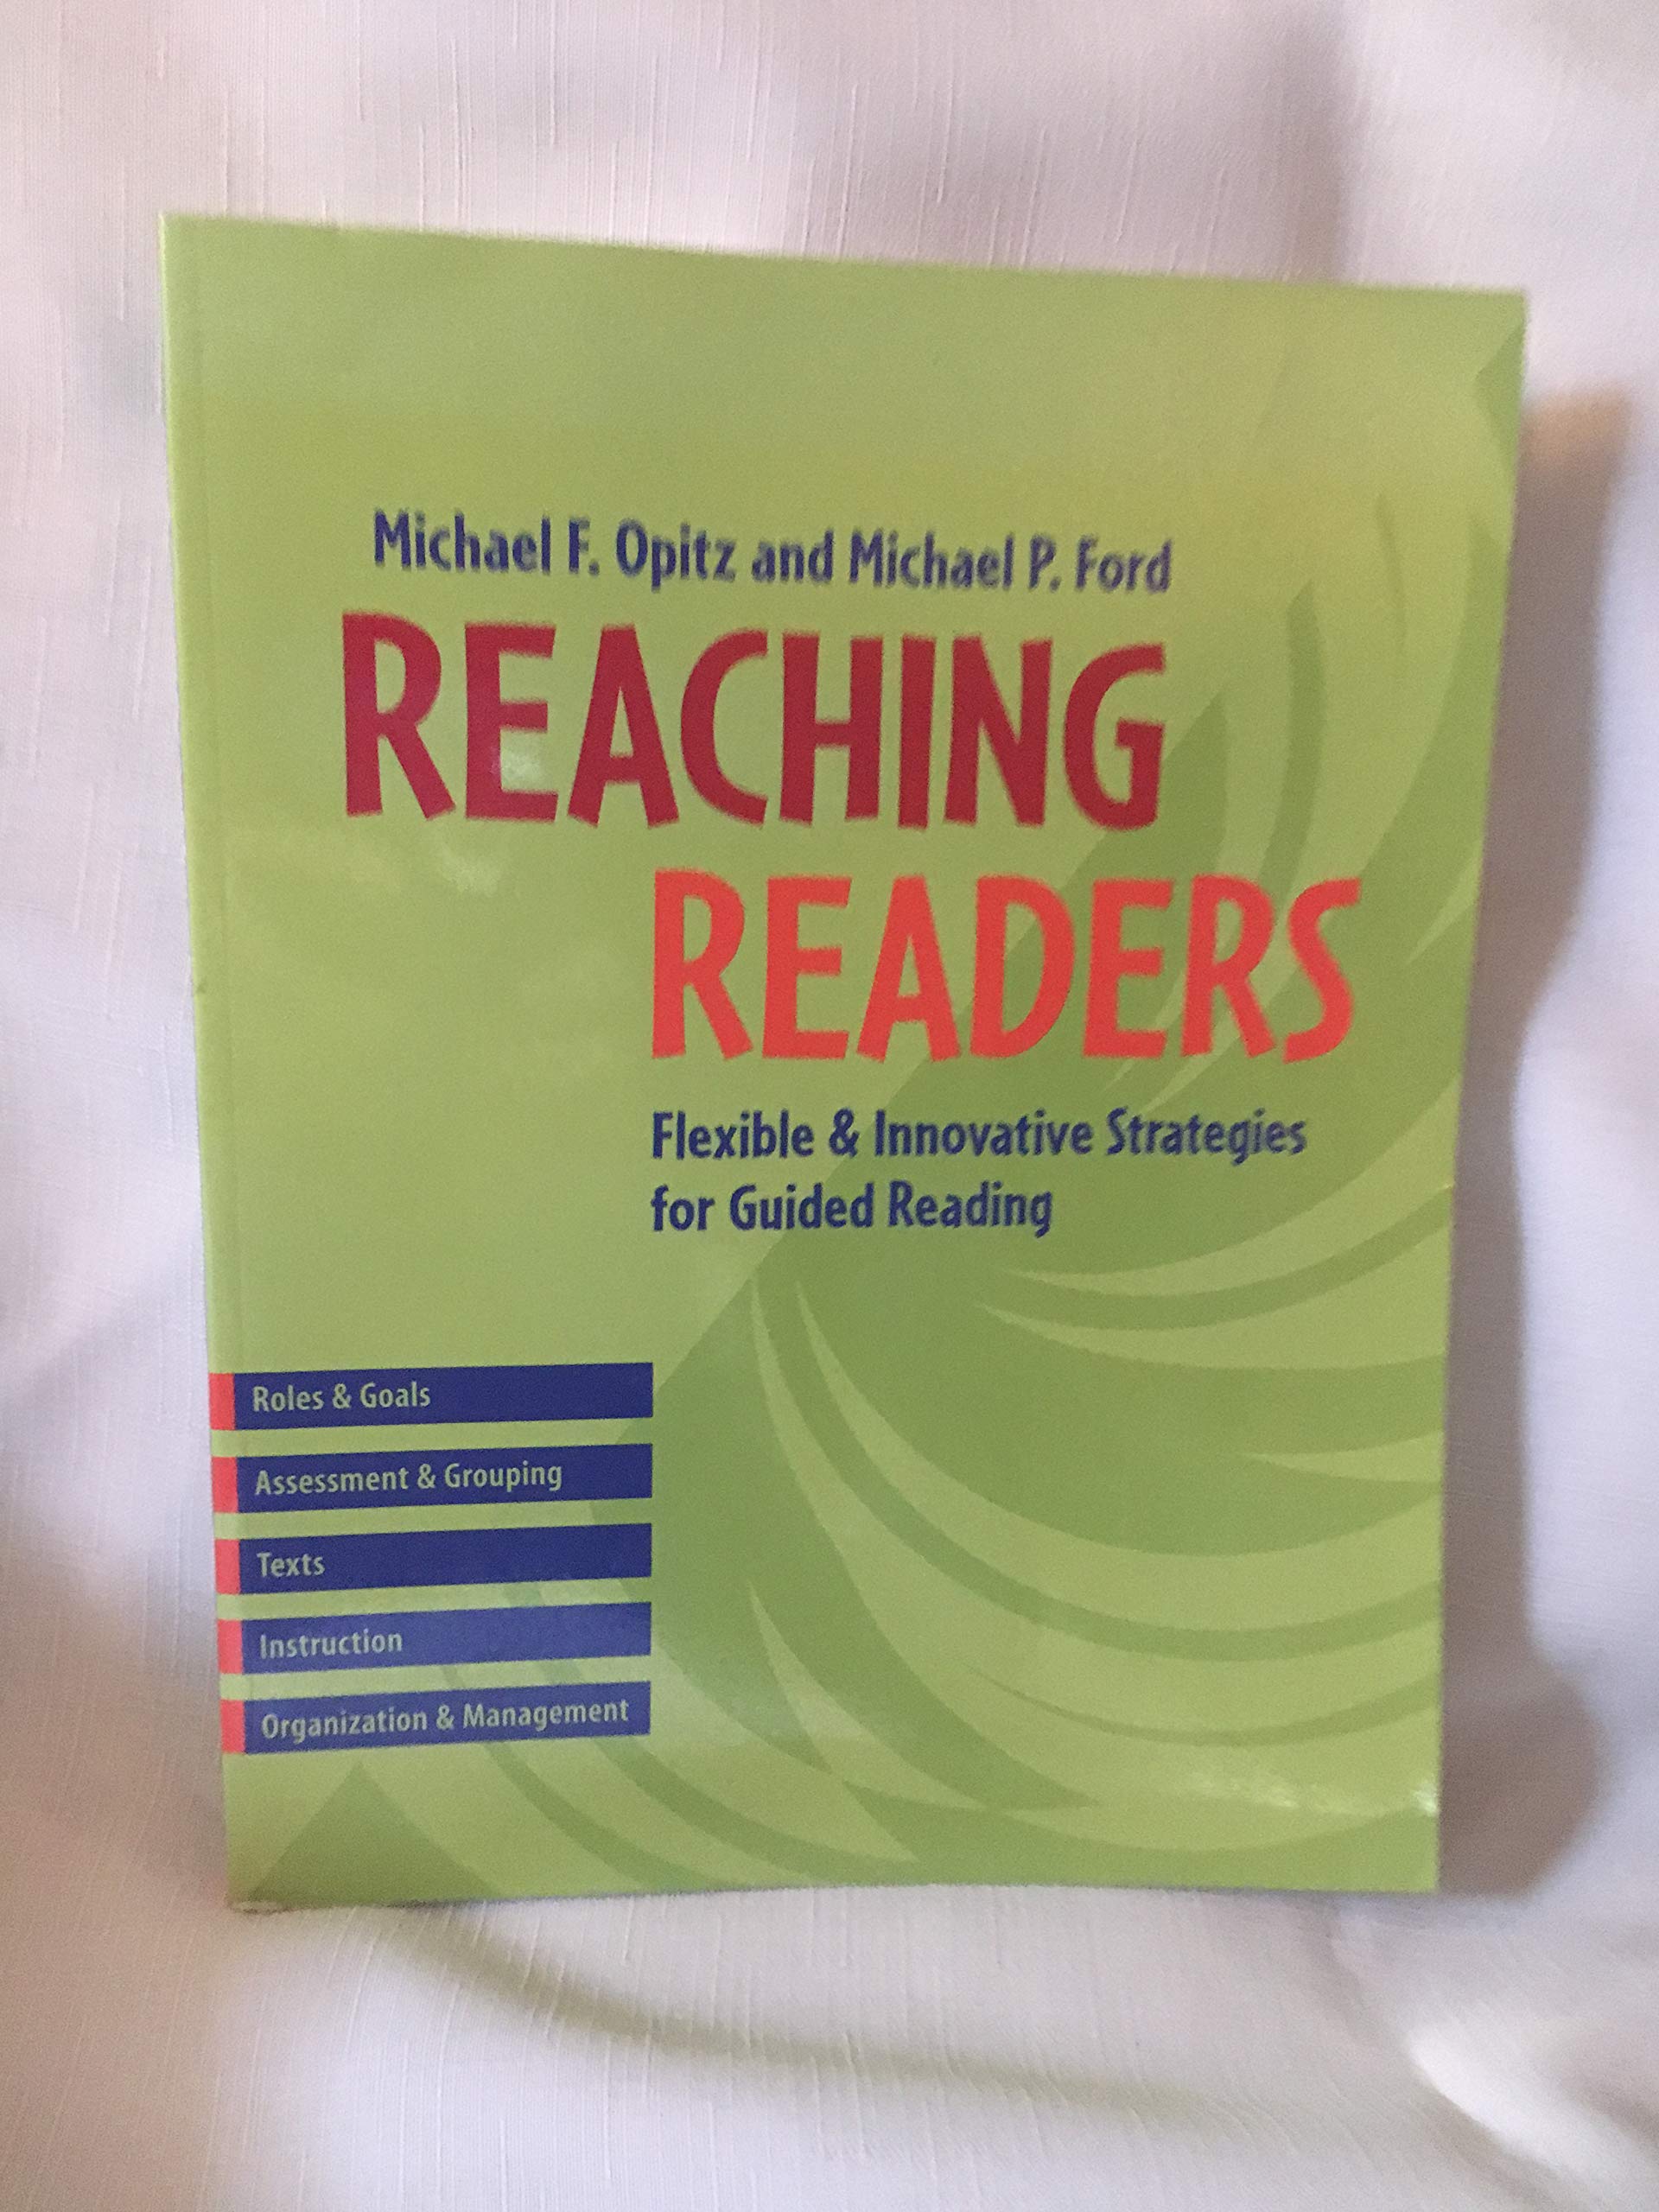 Michael F. Opitz and Michael P. Ford
REACHING
READERS
Flexible & Innovative Strategies
for Guided Reading
Roles & Goals
Assessment & Grouping
Texts
Instruction
Organization & Management